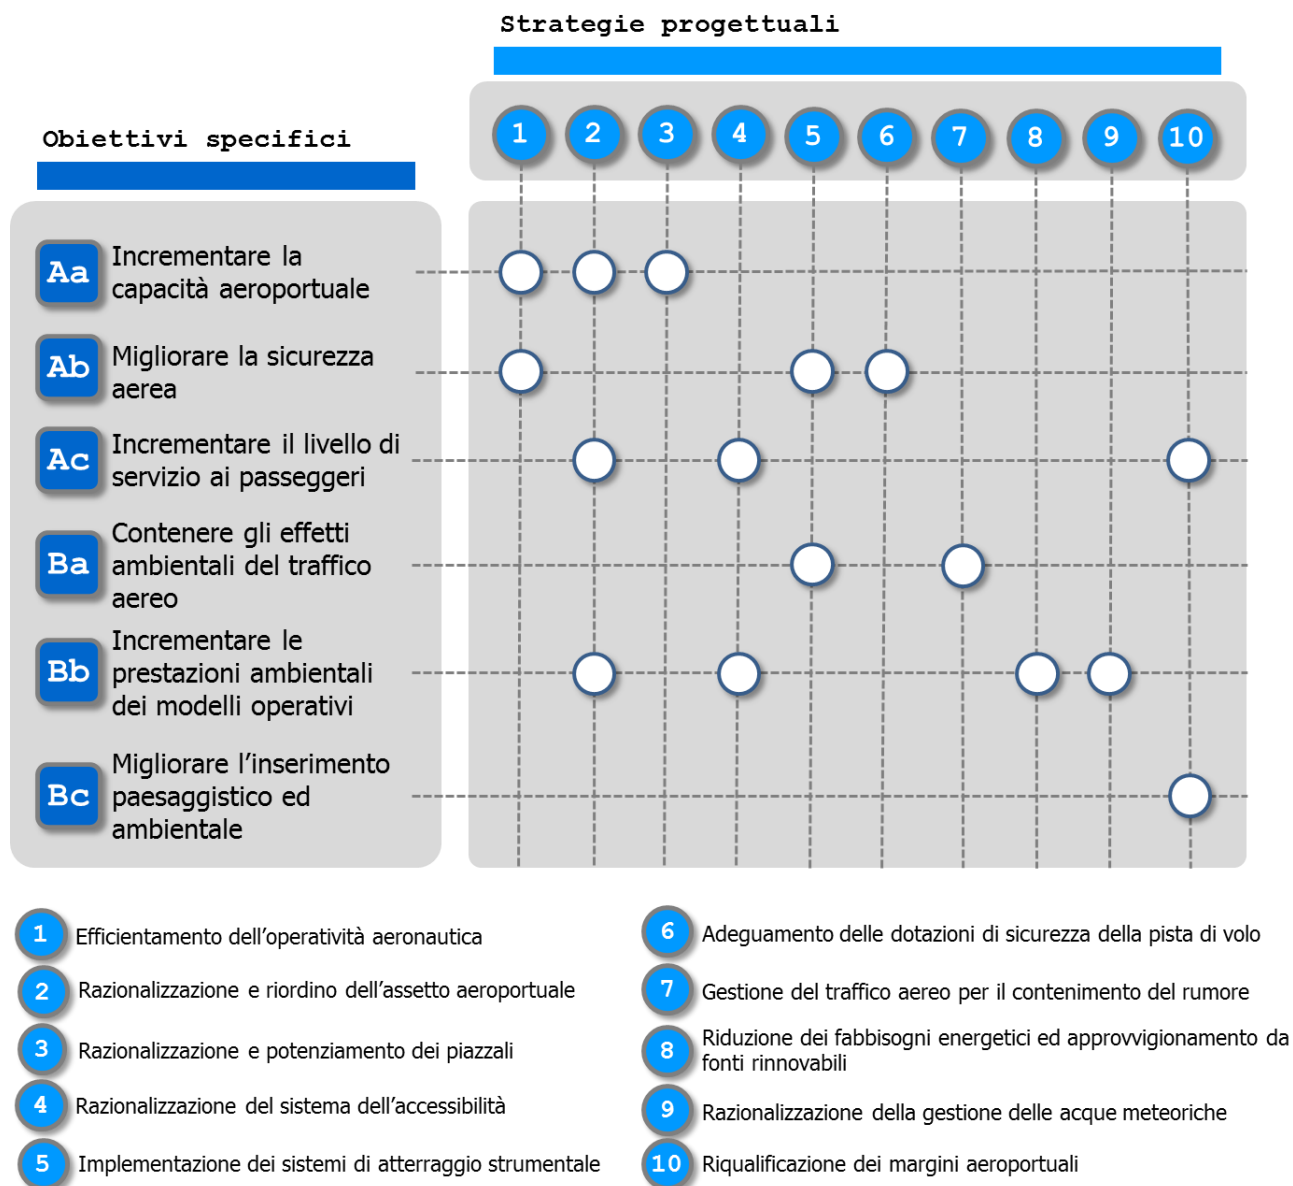 Strategie progettuali
1 2 3 4 5 6 7 8 9 10
Obiettivi specifici
Aa
Incrementare la
capacità aeroportuale
Ab
Migliorare la sicurezza
aerea
Ac
Incrementare il livello di
servizio ai passeggeri
Ba
Contenere gli effetti
ambientali del traffico
aereo
Bb
Incrementare le
prestazioni ambientali
dei modelli operativi
Bc
Migliorare l'inserimento
paesaggistico ed
ambientale
1 Efficientamento dell'operatività aeronautica
2 Razionalizzazione e riordino dell'assetto aeroportuale
3 Razionalizzazione e potenziamento dei piazzali
4 Razionalizzazione del sistema dell'accessibilità
5 Implementazione dei sistemi di atterraggio strumentale
6 Adeguamento delle dotazioni di sicurezza della pista di volo
7 Gestione del traffico aereo per il contenimento del rumore
8 Riduzione dei fabbisogni energetici ed approvvigionamento da
fonti rinnovabili
9 Razionalizzazione della gestione delle acque meteoriche
10 Riqualificazione dei margini aeroportuali